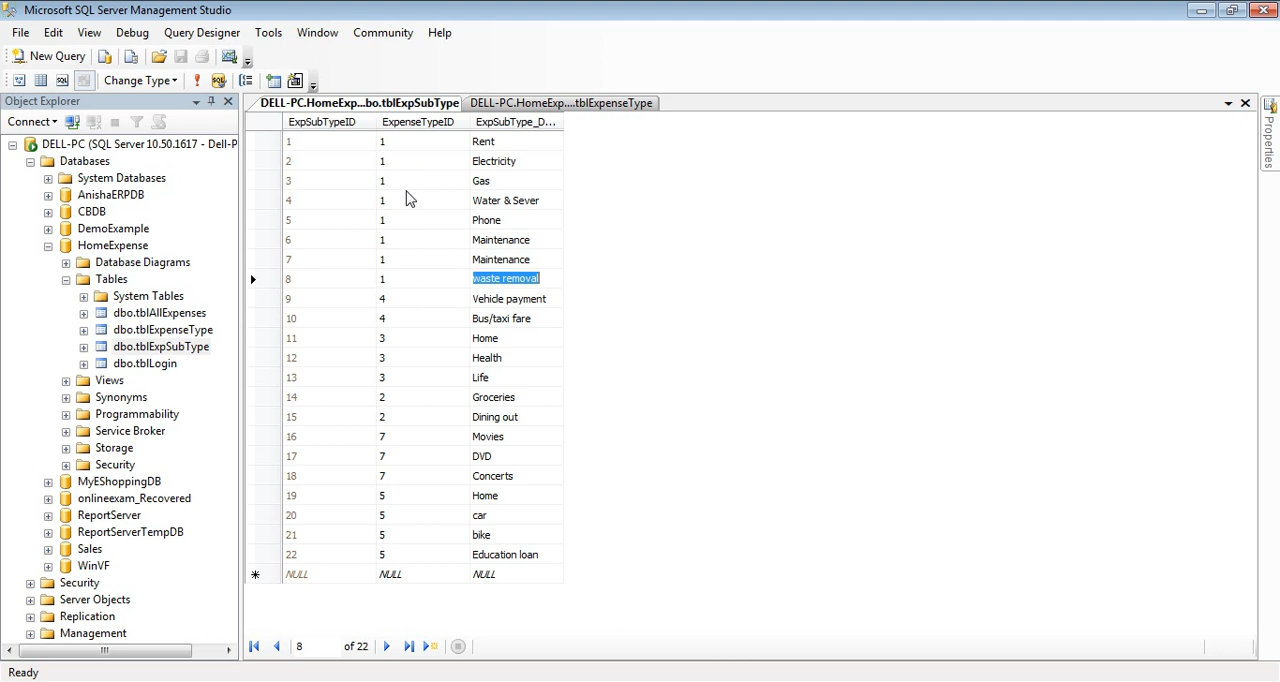 Microsoft SQL Server Management Studio
File Edit View Debug Query Designer Tools Window Community Help
New Query
Change Type
Object Explorer
Connect
DELL-PC (SQL Server 10.50.1617 - Dell-P
Databases
System Databases
AnishaERPDB
CBDB
DemoExample
HomeExpense
Database Diagrams
Tables
System Tables
dbo.tblAllExpenses
dbo.tblExpenseType
dbo.tblExpSubType
dbo.tblLogin
Views
Synonyms
Programmability
Service Broker
Storage
Security
MyEShoppingDB
onlineexam_Recovered
ReportServer
ReportServerTempDB
Sales
WinVF
Security
Server Objects
Replication
Management
DELL-PC.HomeExp...bo.tblExpSubType DELL-PC.HomeExp....tblExpenseType
ExpSubTypeID ExpenseTypeID ExpSubType_D...
1 1 Rent
2 1 Electricity
3 1 Gas
4 1 Water & Sever
5 1 Phone
6 1 Maintenance
7 1 Maintenance
8 1 waste removal
9 4 Vehicle payment
10 4 Bus/taxi fare
11 3 Home
12 3 Health
13 3 Life
14 2 Groceries
15 2 Dining out
16 7 Movies
17 7 DVD
18 7 Concerts
19 5 Home
20 5 car
21 5 bike
22 5 Education loan
NULL NULL NULL
8 of 22
Properties
Ready